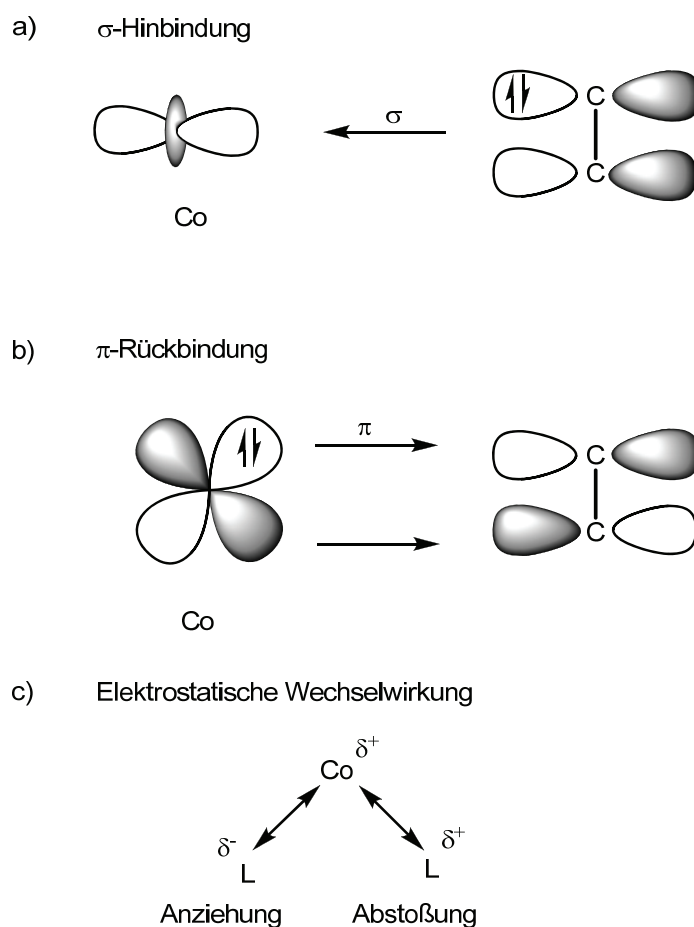 a) σ-Hinbindung
C
σ
C
Co
b) π-Rückbindung
π
C
C
Co
c) Elektrostatische Wechselwirkung
δ+
Co
δ- δ+
L L
Anziehung Abstoßung